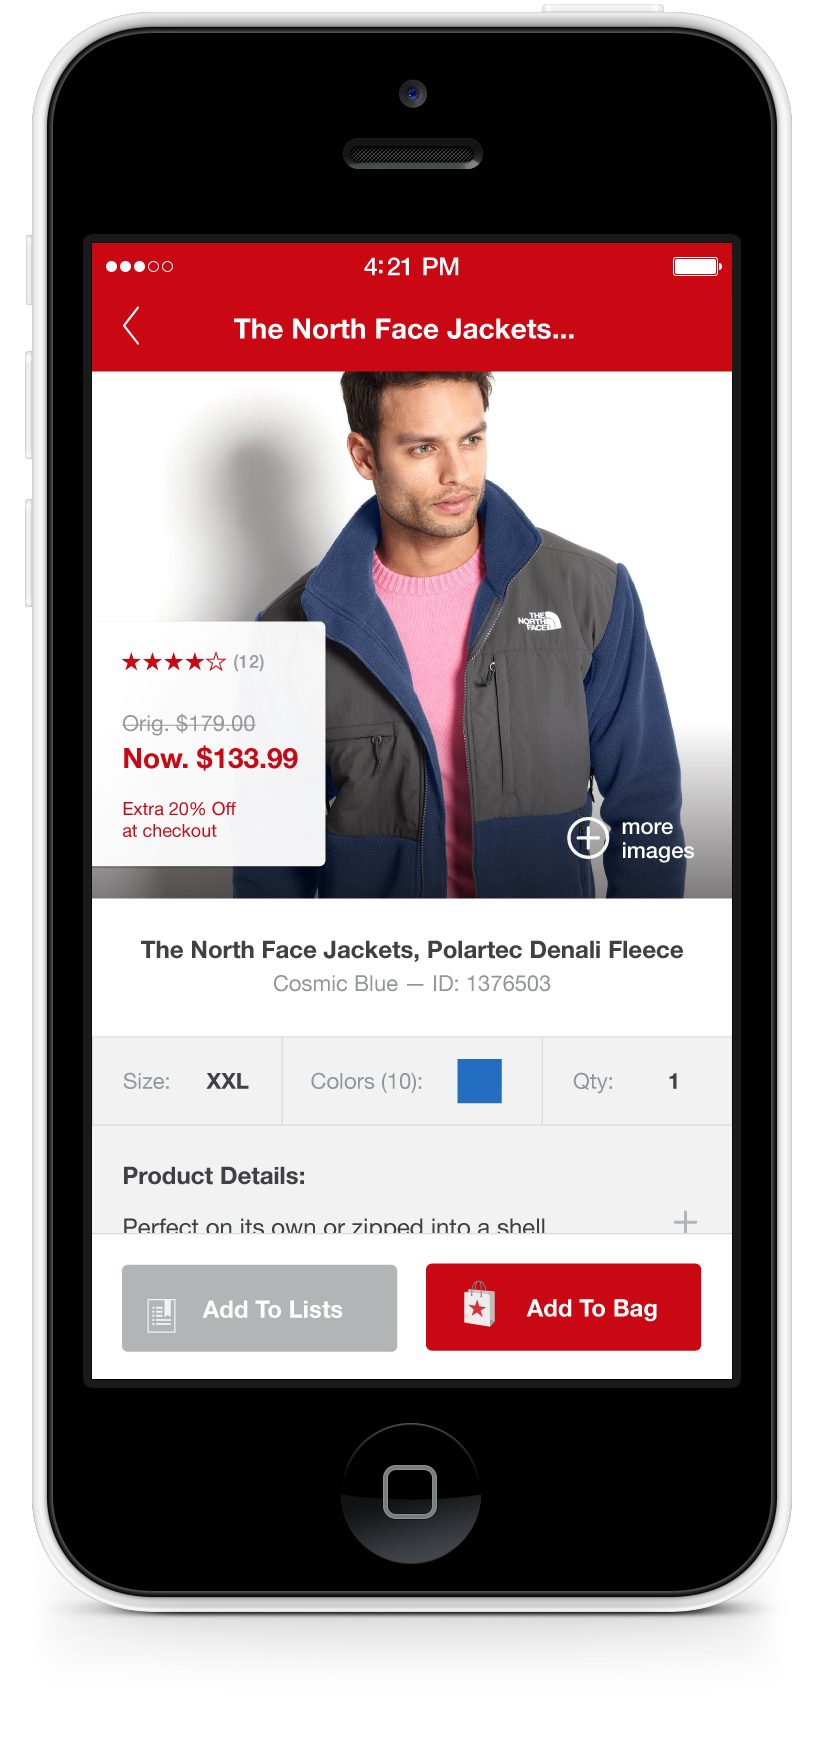 4:21 PM
The North Face Jackets...
THE
NORTH
FACE
(12)
Orig. $179.00
Now. $133.99
Extra 20% Off
at checkout
more
images
The North Face Jackets, Polartec Denali Fleece
Cosmic Blue — ID: 1376503
Size: XXL Colors (10): Qty: 1
Product Details:
Perfect on its own or zipped into a shell
Add To Lists Add To Bag